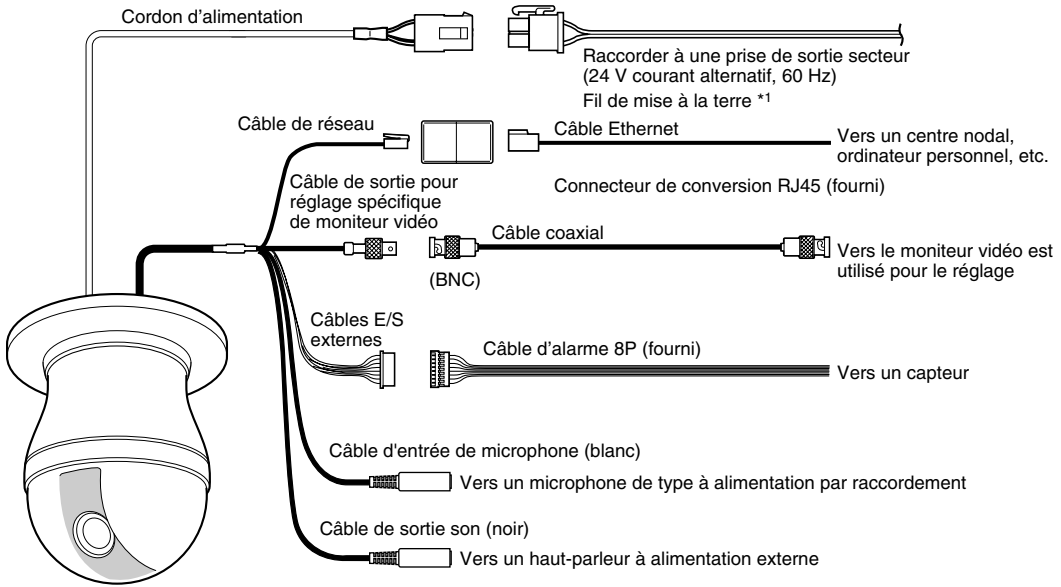 Cordon d’alimentation
Raccorder à une prise de sortie secteur
(24 V courant alternatif, 60 Hz)
Fil de mise à la terre *1
Câble de réseau
Câble Ethernet
Vers un centre nodal,
ordinateur personnel, etc.
Connecteur de conversion RJ45 (fourni)
Câble de sortie pour
réglage spécifique
de moniteur vidéo
Câble coaxial
(BNC)
Vers le moniteur vidéo est
utilisé pour le réglage
Câbles E/S
externes
Câble d’alarme 8P (fourni)
Vers un capteur
Câble d'entrée de microphone (blanc)
Vers un microphone de type à alimentation par raccordement
Câble de sortie son (noir)
Vers un haut-parleur à alimentation externe